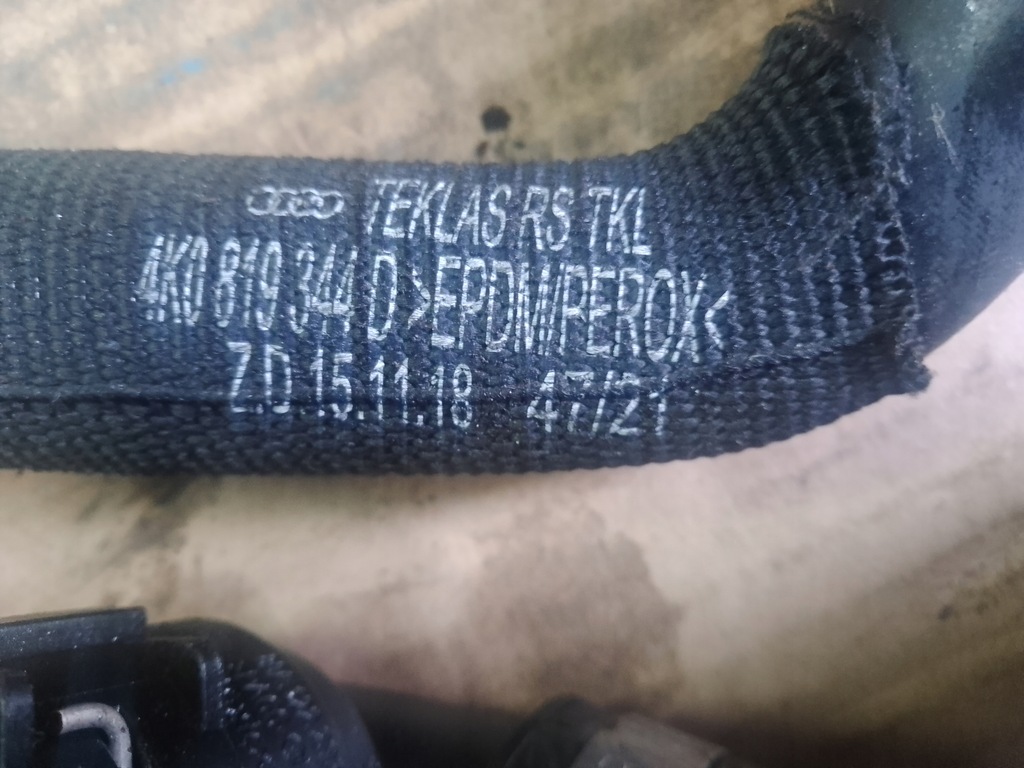 TEKLAS RS TKL
4K0 819 344 D >EPDM/PEROX<
Z.D.15.11.18 47/21